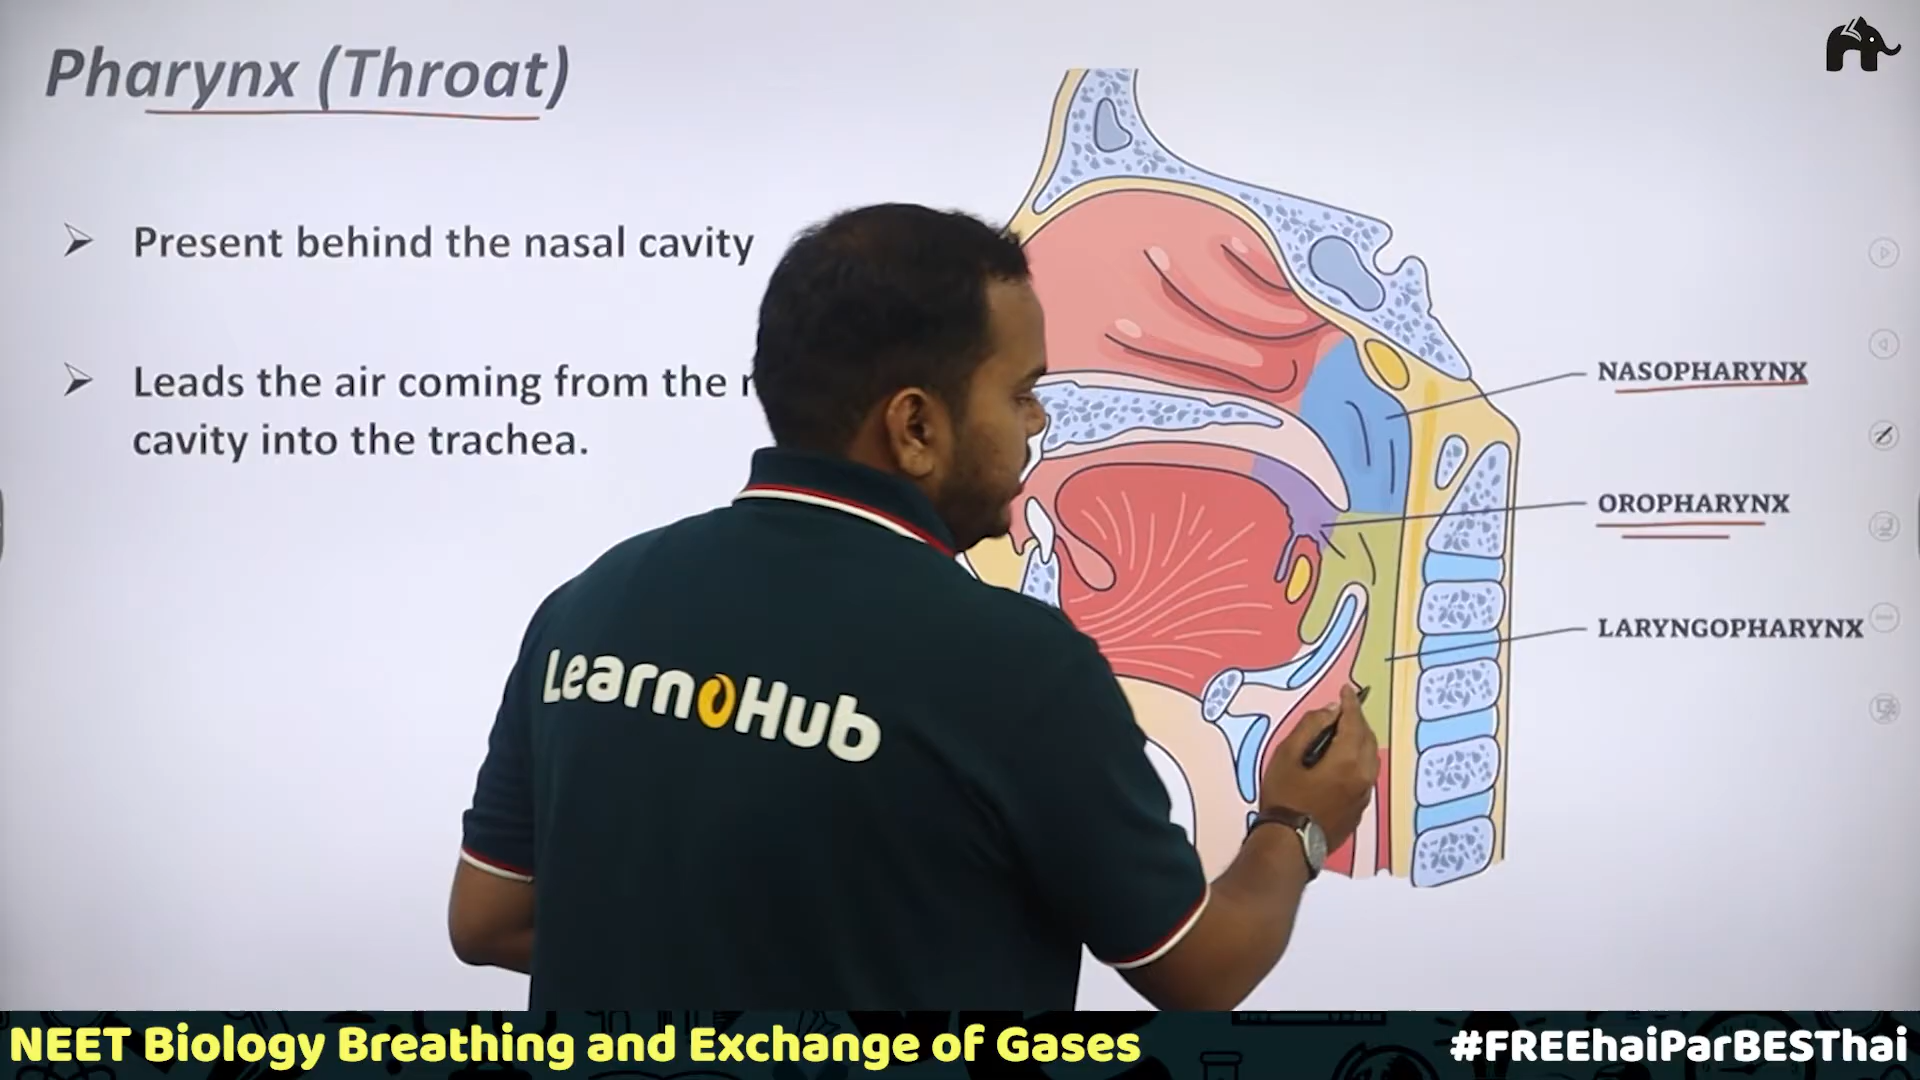 Pharynx (Throat)
Present behind the nasal cavity
Leads the air coming from the
cavity into the trachea.
NASOPHARYNX
OROPHARYNX
LARYNGOPHARYNX
LearnoHub
NEET Biology Breathing and Exchange of Gases
#FREEhaiParBESThai